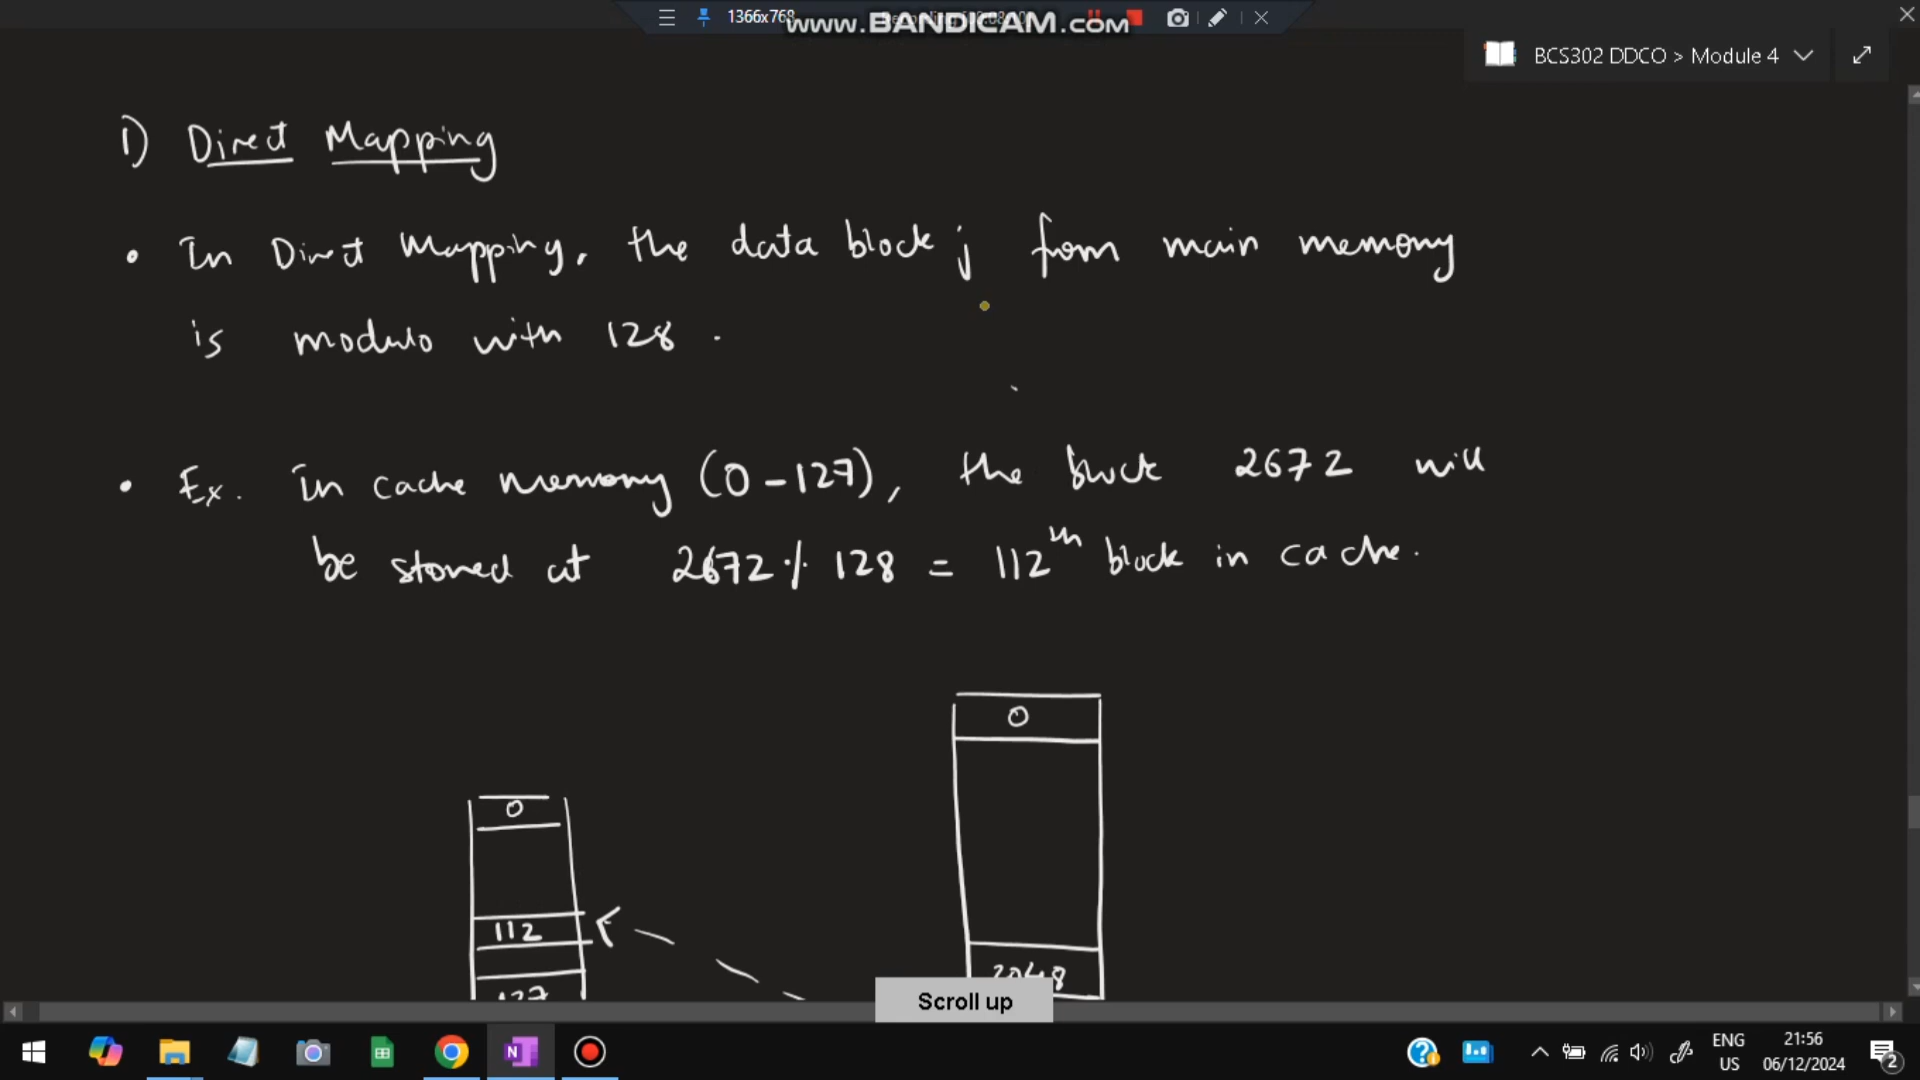 1366x768
www.BANDICAM.com
BCS302 DDCO > Module 4
1) Direct Mapping
• In Direct Mapping, the data block j from main memory
is modulo with 128.
• Ex. In cache memory (0-127), the block 2672 will
be stored at 2672 % 128 = 112th block in cache.
0
0
112
2048
127
Scroll up
ENG
US
21:56
06/12/2024
2